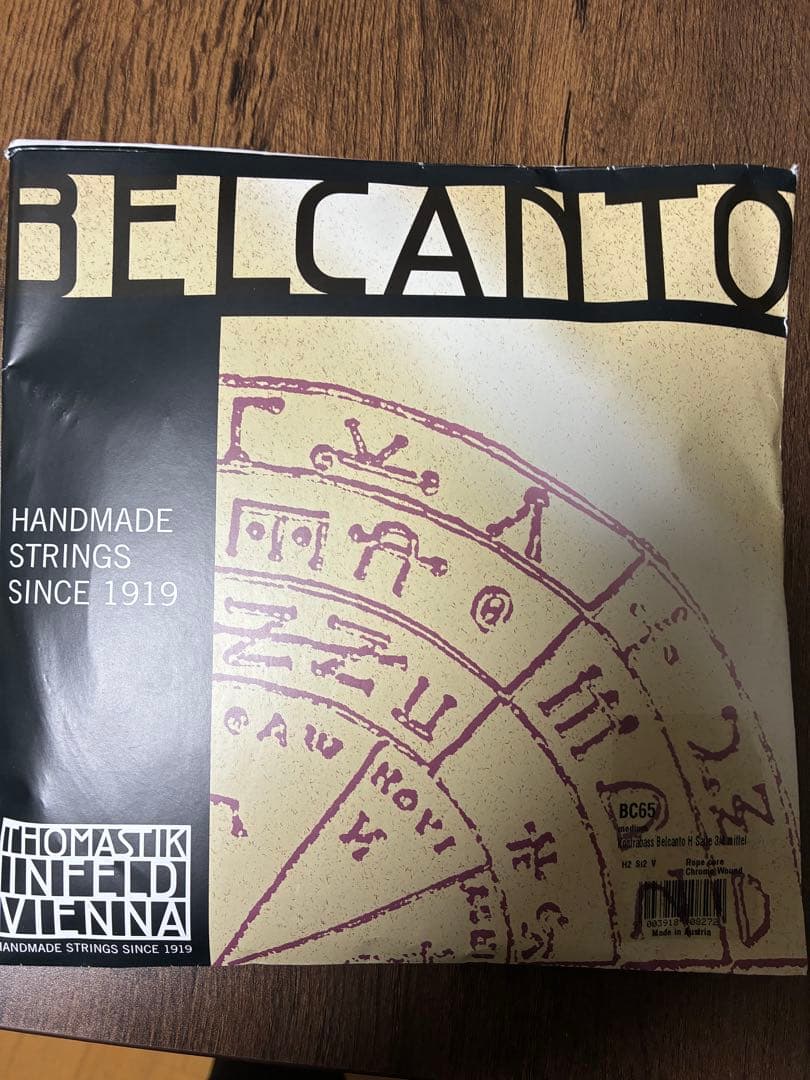 BELCANTO
HANDMADE
STRINGS
SINCE 1919
BC65
medium
Kontrabass Belcanto H Saite 3/4 mittel
H2 Si2 V
Rope core
Chrome Wound
Made in Austria
THOMASTIK
INFELD
VIENNA
HANDMADE STRINGS SINCE 1919